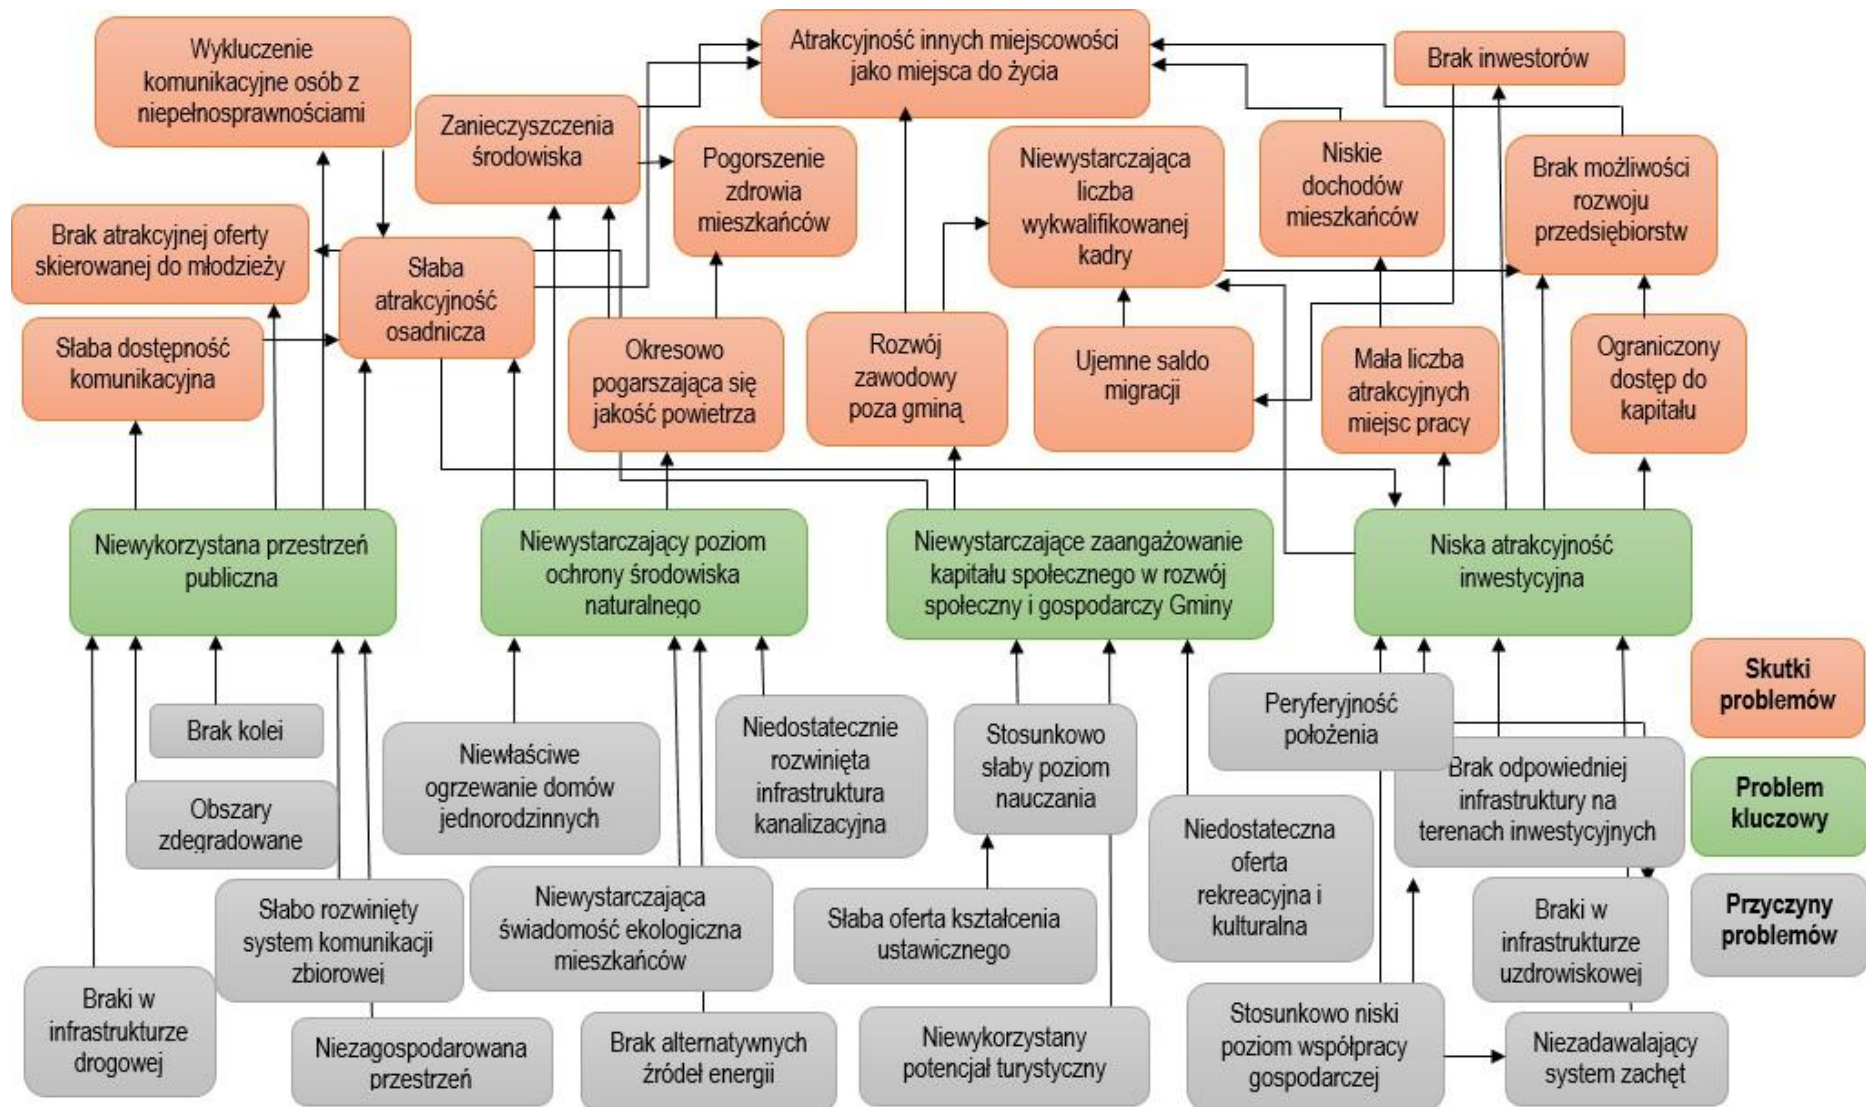 Wykluczenie
komunikacyjne osób z
niepełnosprawnościami
Atrakcyjność innych miejscowości
jako miejsca do życia
Brak inwestorów
Zanieczyszczenia
środowiska
Pogorszenie
zdrowia
mieszkańców
Niewystarczająca
liczba
wykwalifikowanej
kadry
Niskie
dochodów
mieszkańców
Brak możliwości
rozwoju
przedsiębiorstw
Brak atrakcyjnej oferty
skierowanej do młodzieży
Słaba
atrakcyjność
osadnicza
Słaba dostępność
komunikacyjna
Okresowo
pogarszająca się
jakość powietrza
Rozwój
zawodowy
poza gminą
Ujemne saldo
migracji
Mała liczba
atrakcyjnych
miejsc pracy
Ograniczony
dostęp do
kapitału
Niewykorzystana przestrzeń
publiczna
Niewystarczający poziom
ochrony środowiska
naturalnego
Niewystarczające zaangażowanie
kapitału społecznego w rozwój
społeczny i gospodarczy Gminy
Niska atrakcyjność
inwestycyjna
Brak kolei
Obszary
zdegradowane
Słabo rozwinięty
system komunikacji
zbiorowej
Braki w
infrastrukturze
drogowej
Niezagospodarowana
przestrzeń
Niewłaściwe
ogrzewanie domów
jednorodzinnych
Niedostatecznie
rozwinięta
infrastruktura
kanalizacyjna
Niewystarczająca
świadomość ekologiczna
mieszkańców
Brak alternatywnych
źródeł energii
Stosunkowo
słaby poziom
nauczania
Słaba oferta kształcenia
ustawicznego
Niewykorzystany
potencjał turystyczny
Niedostateczna
oferta
rekreacyjna i
kulturalna
Peryferyjność
położenia
Brak odpowiedniej
infrastruktury na
terenach inwestycyjnych
Braki w
infrastrukturze
uzdrowiskowej
Stosunkowo niski
poziom współpracy
gospodarczej
Niezadawalający
system zachęt
Skutki
problemów
Problem
kluczowy
Przyczyny
problemów